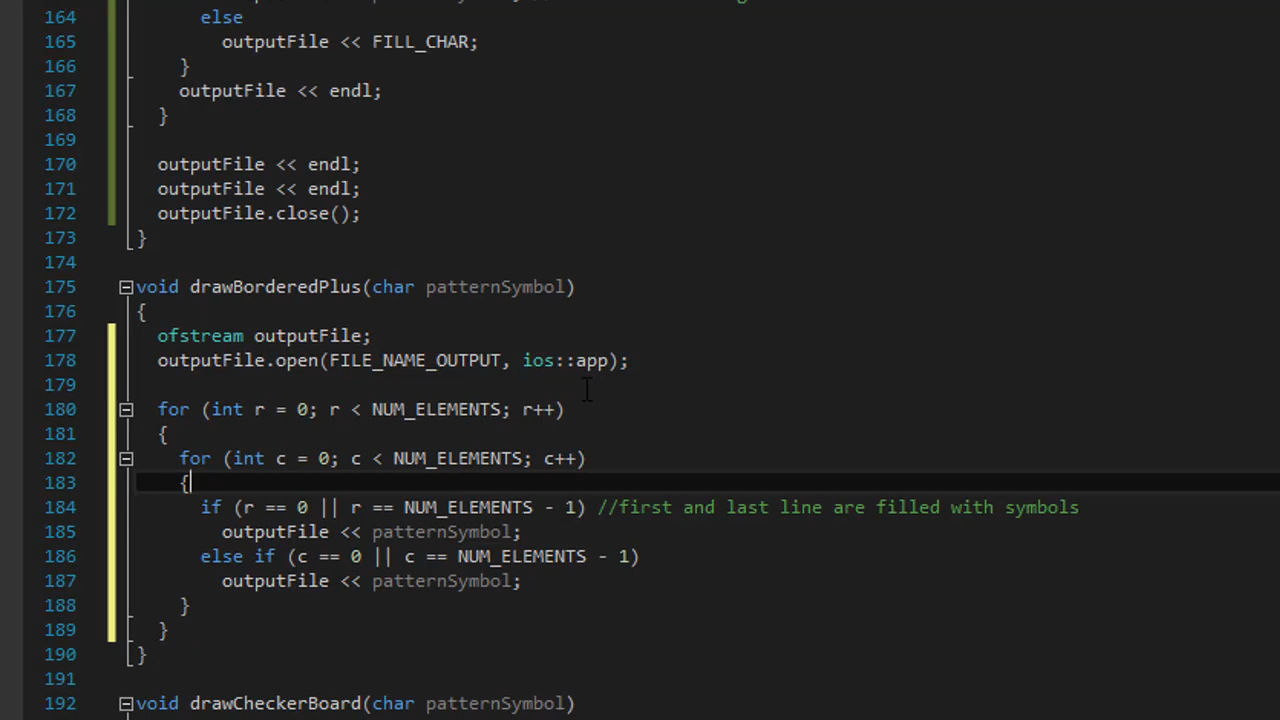 164 else
165 outputFile << FILL_CHAR;
166 }
167 outputFile << endl;
168 }
169
170 outputFile << endl;
171 outputFile << endl;
172 outputFile.close();
173 }
174
175 void drawBorderedPlus(char patternSymbol)
176 {
177 ofstream outputFile;
178 outputFile.open(FILE_NAME_OUTPUT, ios::app);
179
180 for (int r = 0; r < NUM_ELEMENTS; r++)
181 {
182 for (int c = 0; c < NUM_ELEMENTS; c++)
183 {
184 if (r == 0 || r == NUM_ELEMENTS - 1) //first and last line are filled with symbols
185 outputFile << patternSymbol;
186 else if (c == 0 || c == NUM_ELEMENTS - 1)
187 outputFile << patternSymbol;
188 }
189 }
190 }
191
192 void drawCheckerBoard(char patternSymbol)